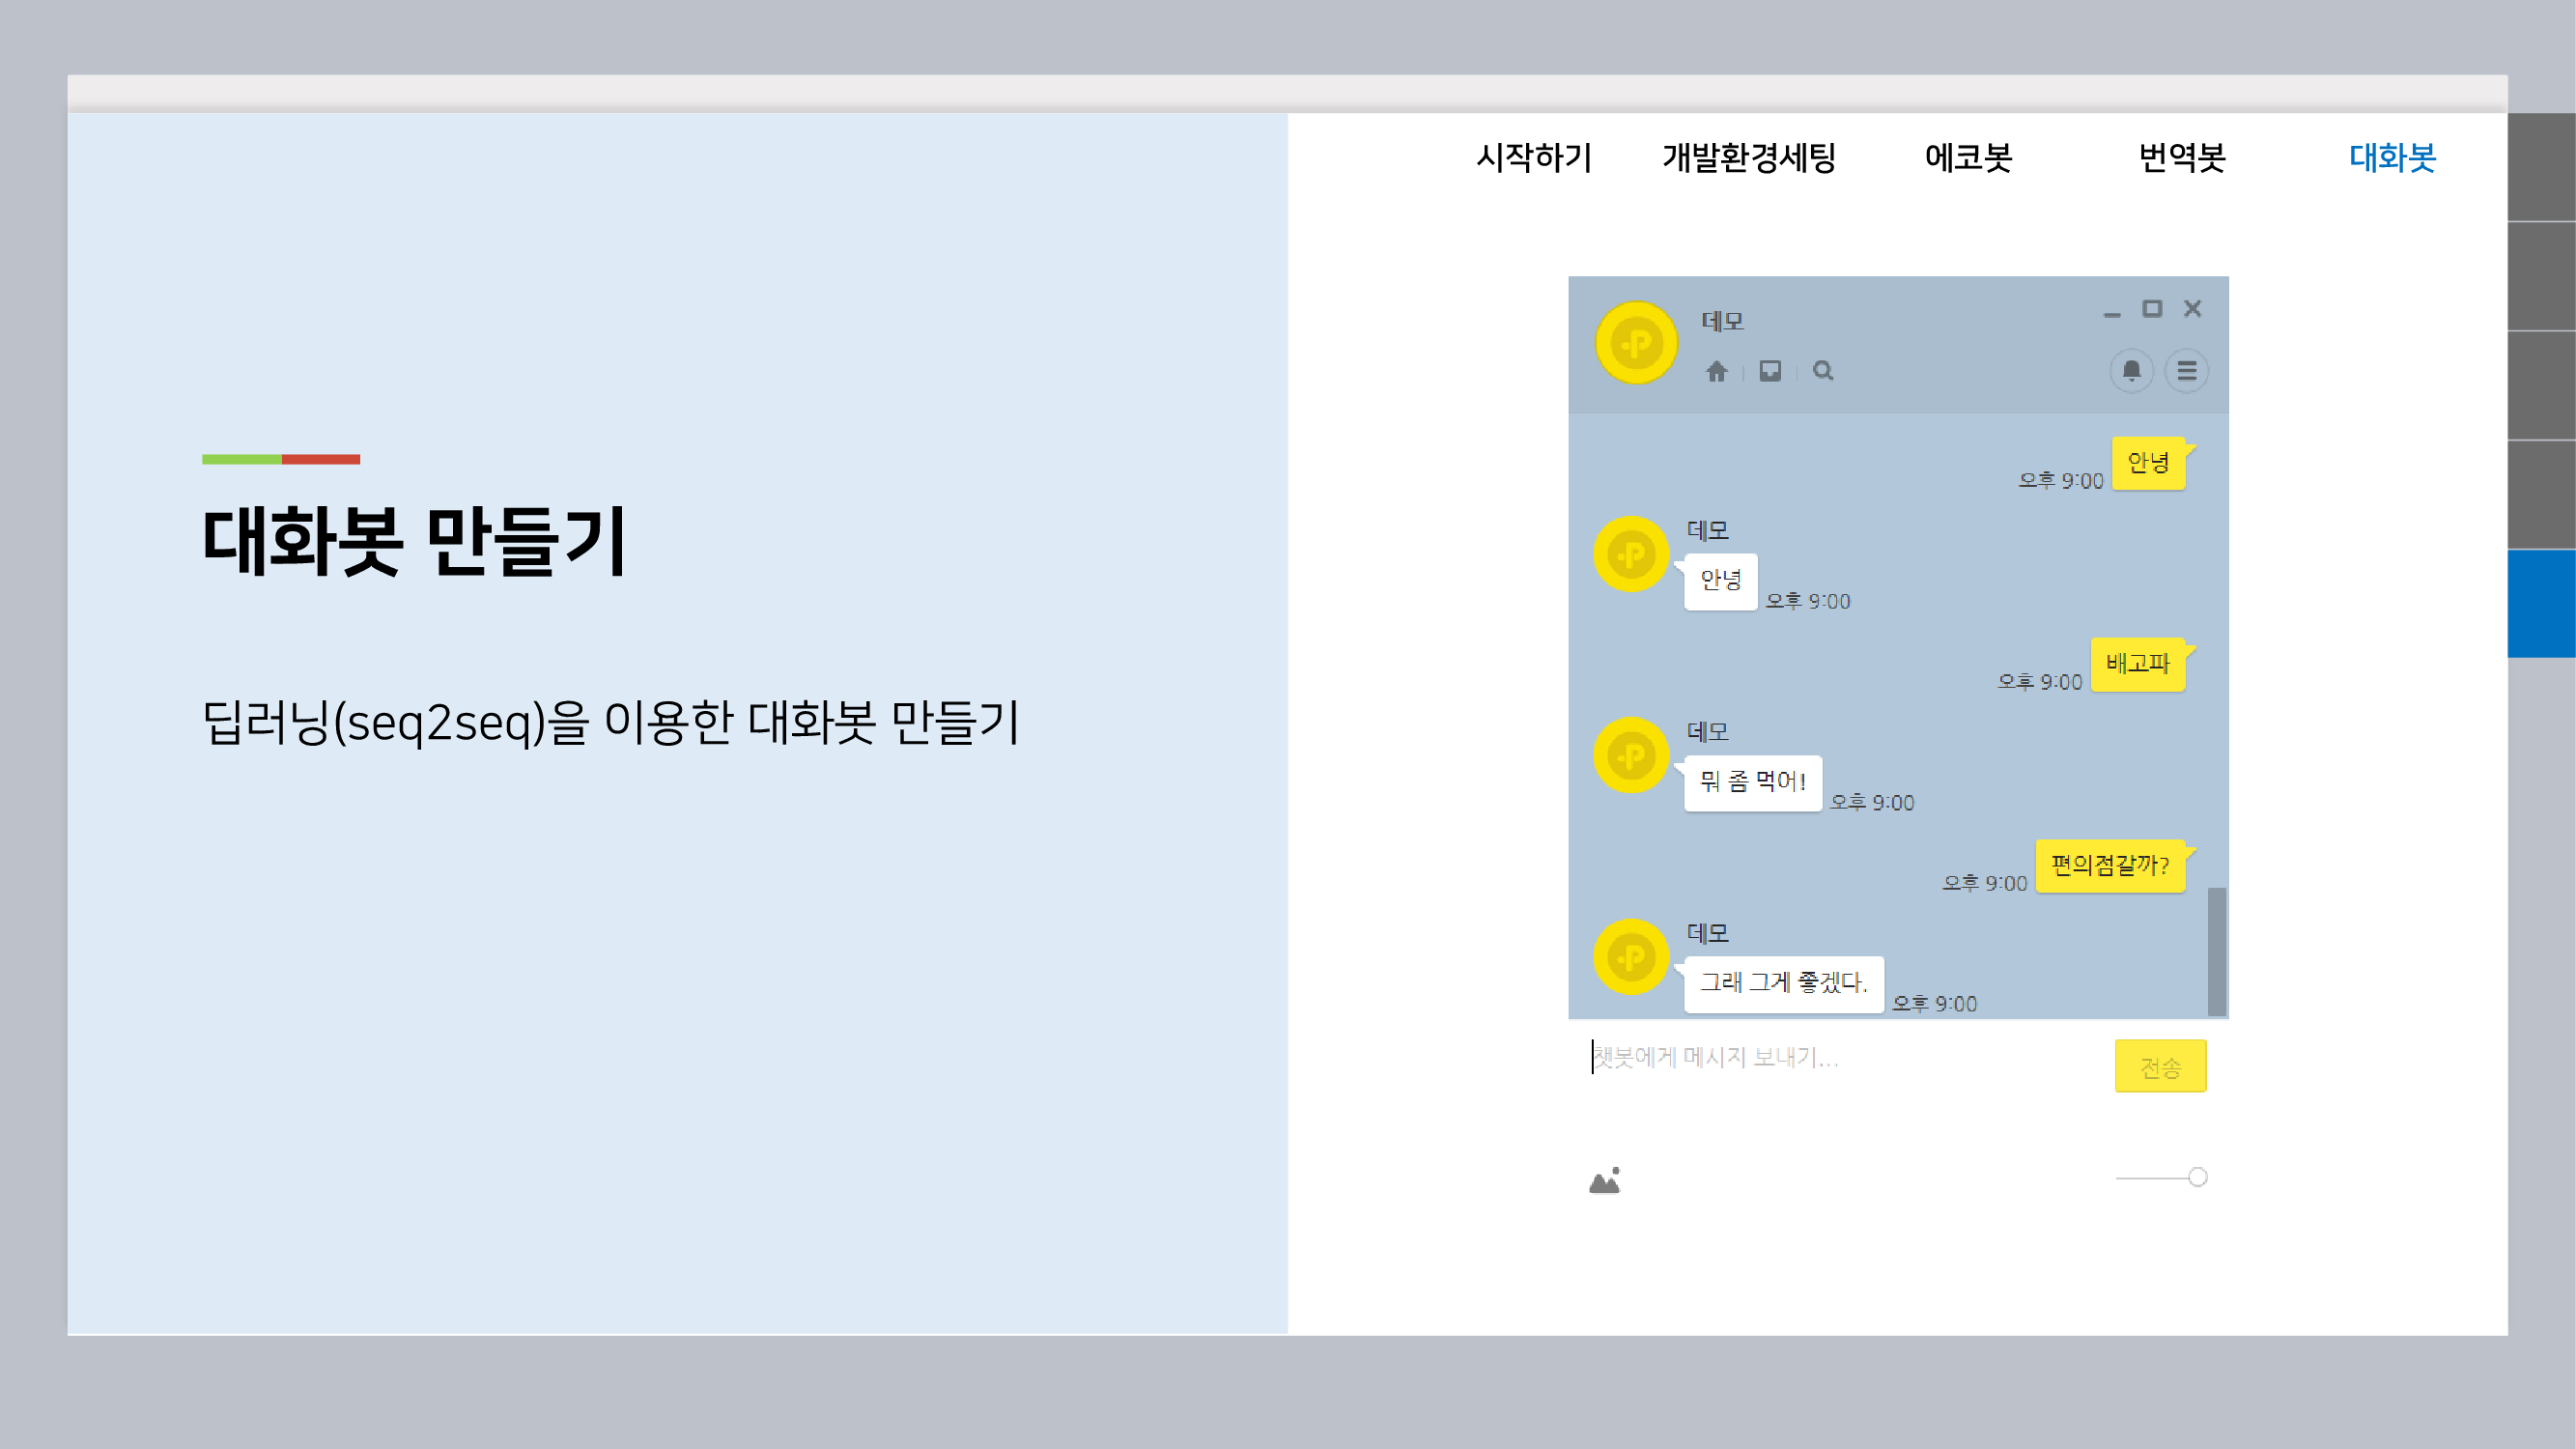 시작하기 개발환경세팅 에코봇 번역봇 대화봇
대화봇 만들기
딥러닝(seq2seq)을 이용한 대화봇 만들기
데모
안녕
오후 9:00
데모
안녕
오후 9:00
배고파
오후 9:00
데모
뭐 좀 먹어!
오후 9:00
편의점갈까?
오후 9:00
데모
그래 그게 좋겠다.
오후 9:00
챗봇에게 메시지 보내기...
전송